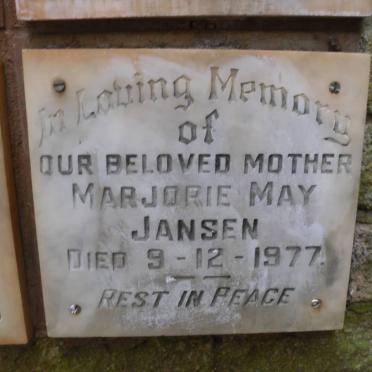 In Loving Memory
of
OUR BELOVED MOTHER
MARJORIE MAY
JANSEN
DIED 9-12-1977.
REST IN PEACE